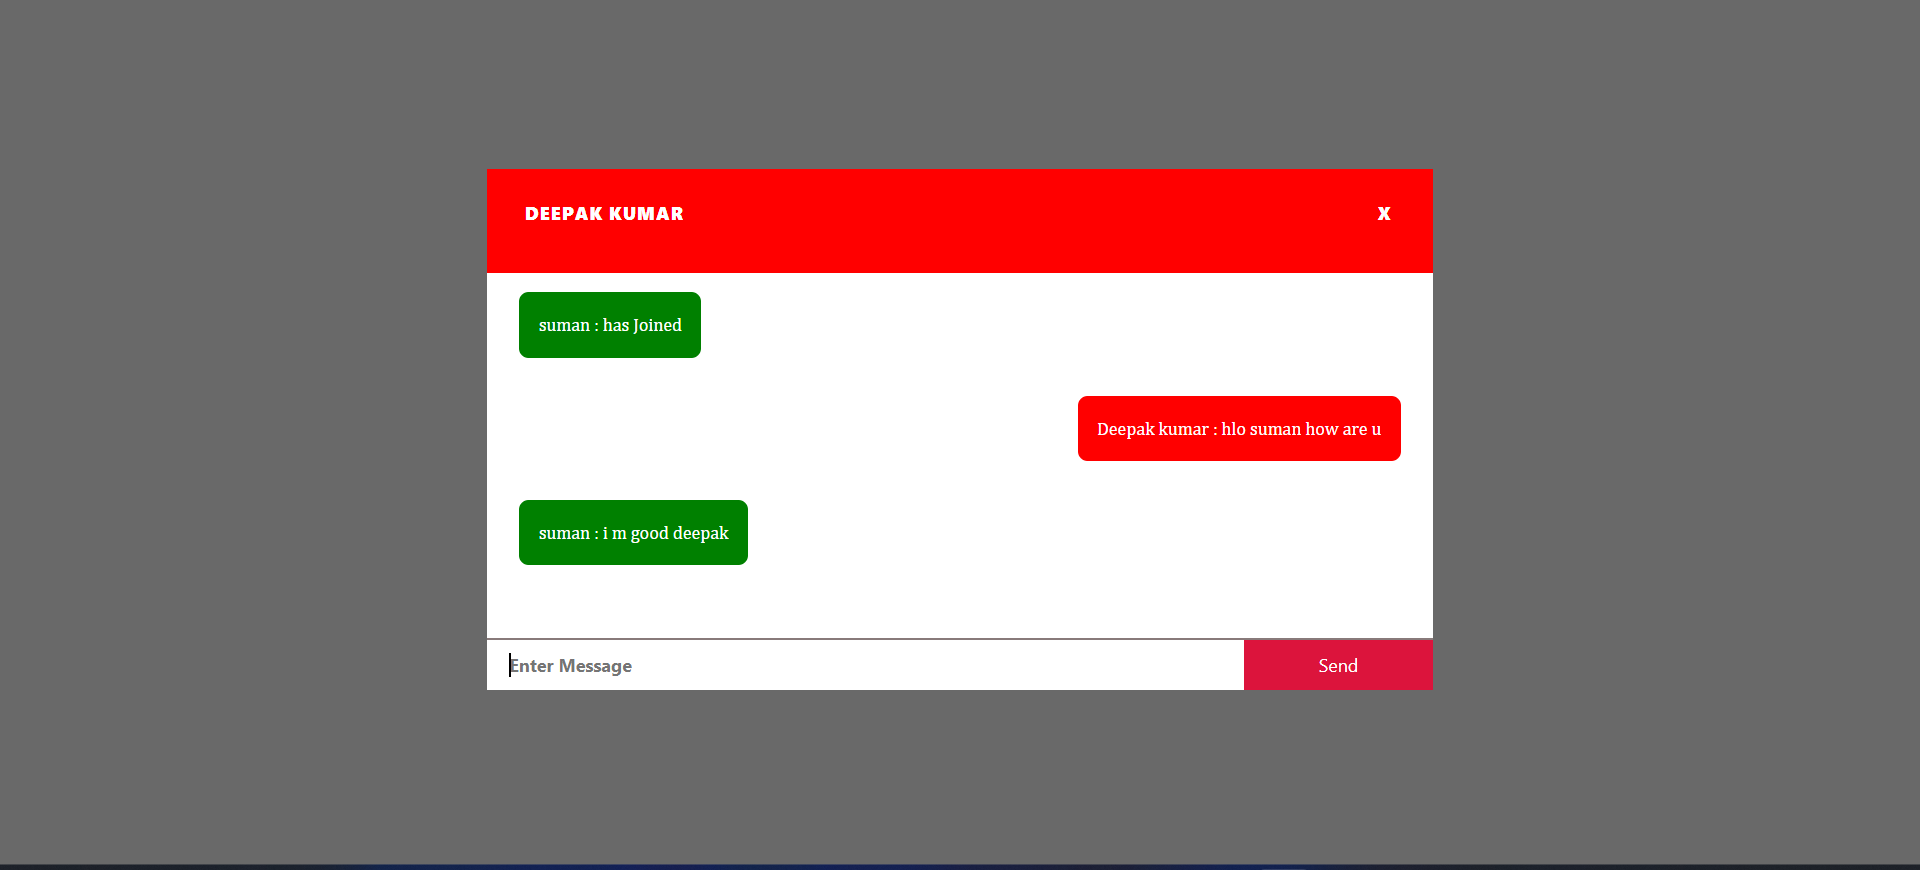 DEEPAK KUMAR X
suman : has Joined
Deepak kumar : hlo suman how are u
suman : i m good deepak
Enter Message Send